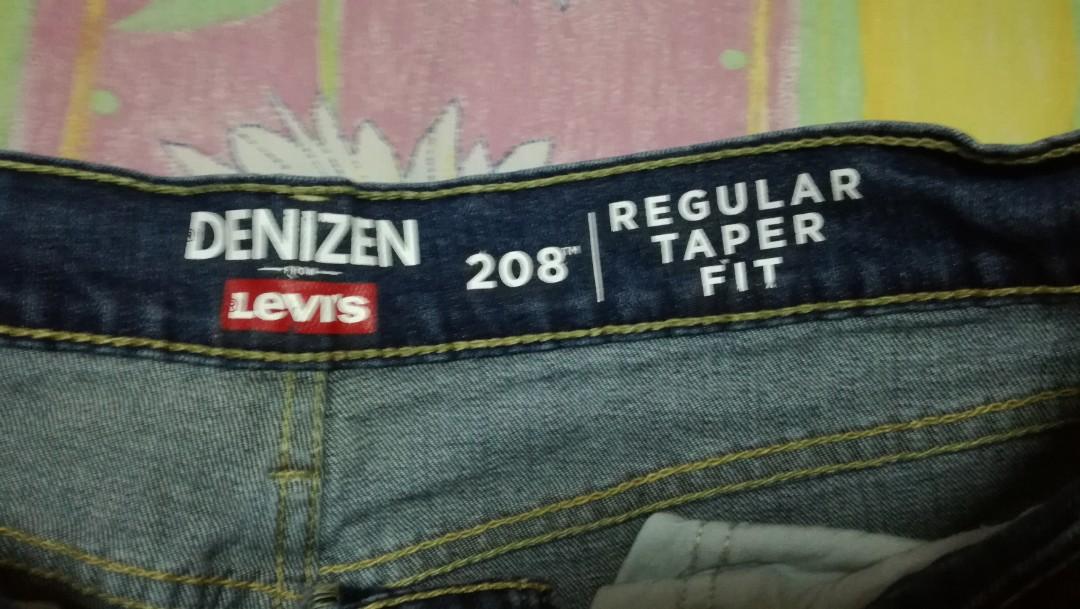 DENIZEN®
FROM
Levi's®
208™
REGULAR
TAPER
FIT